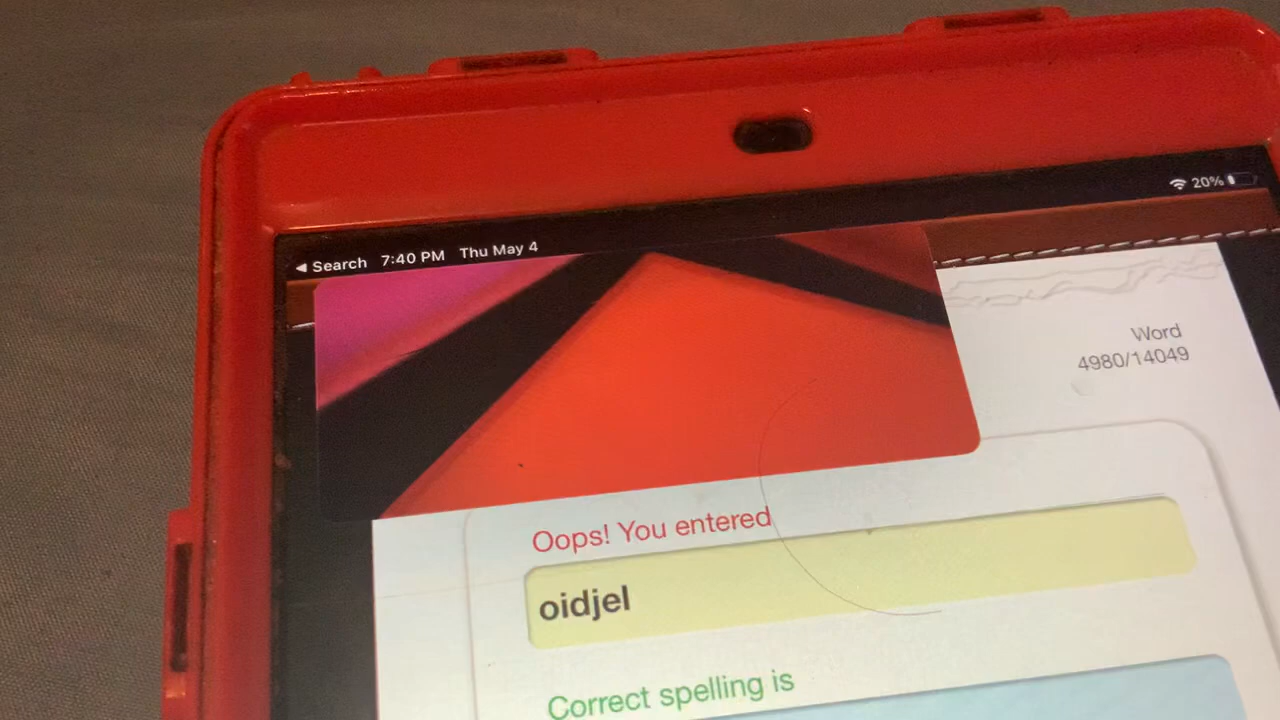 ◀ Search 7:40 PM Thu May 4 20%
Word
4980/14049
Oops! You entered
oidjel
Correct spelling is